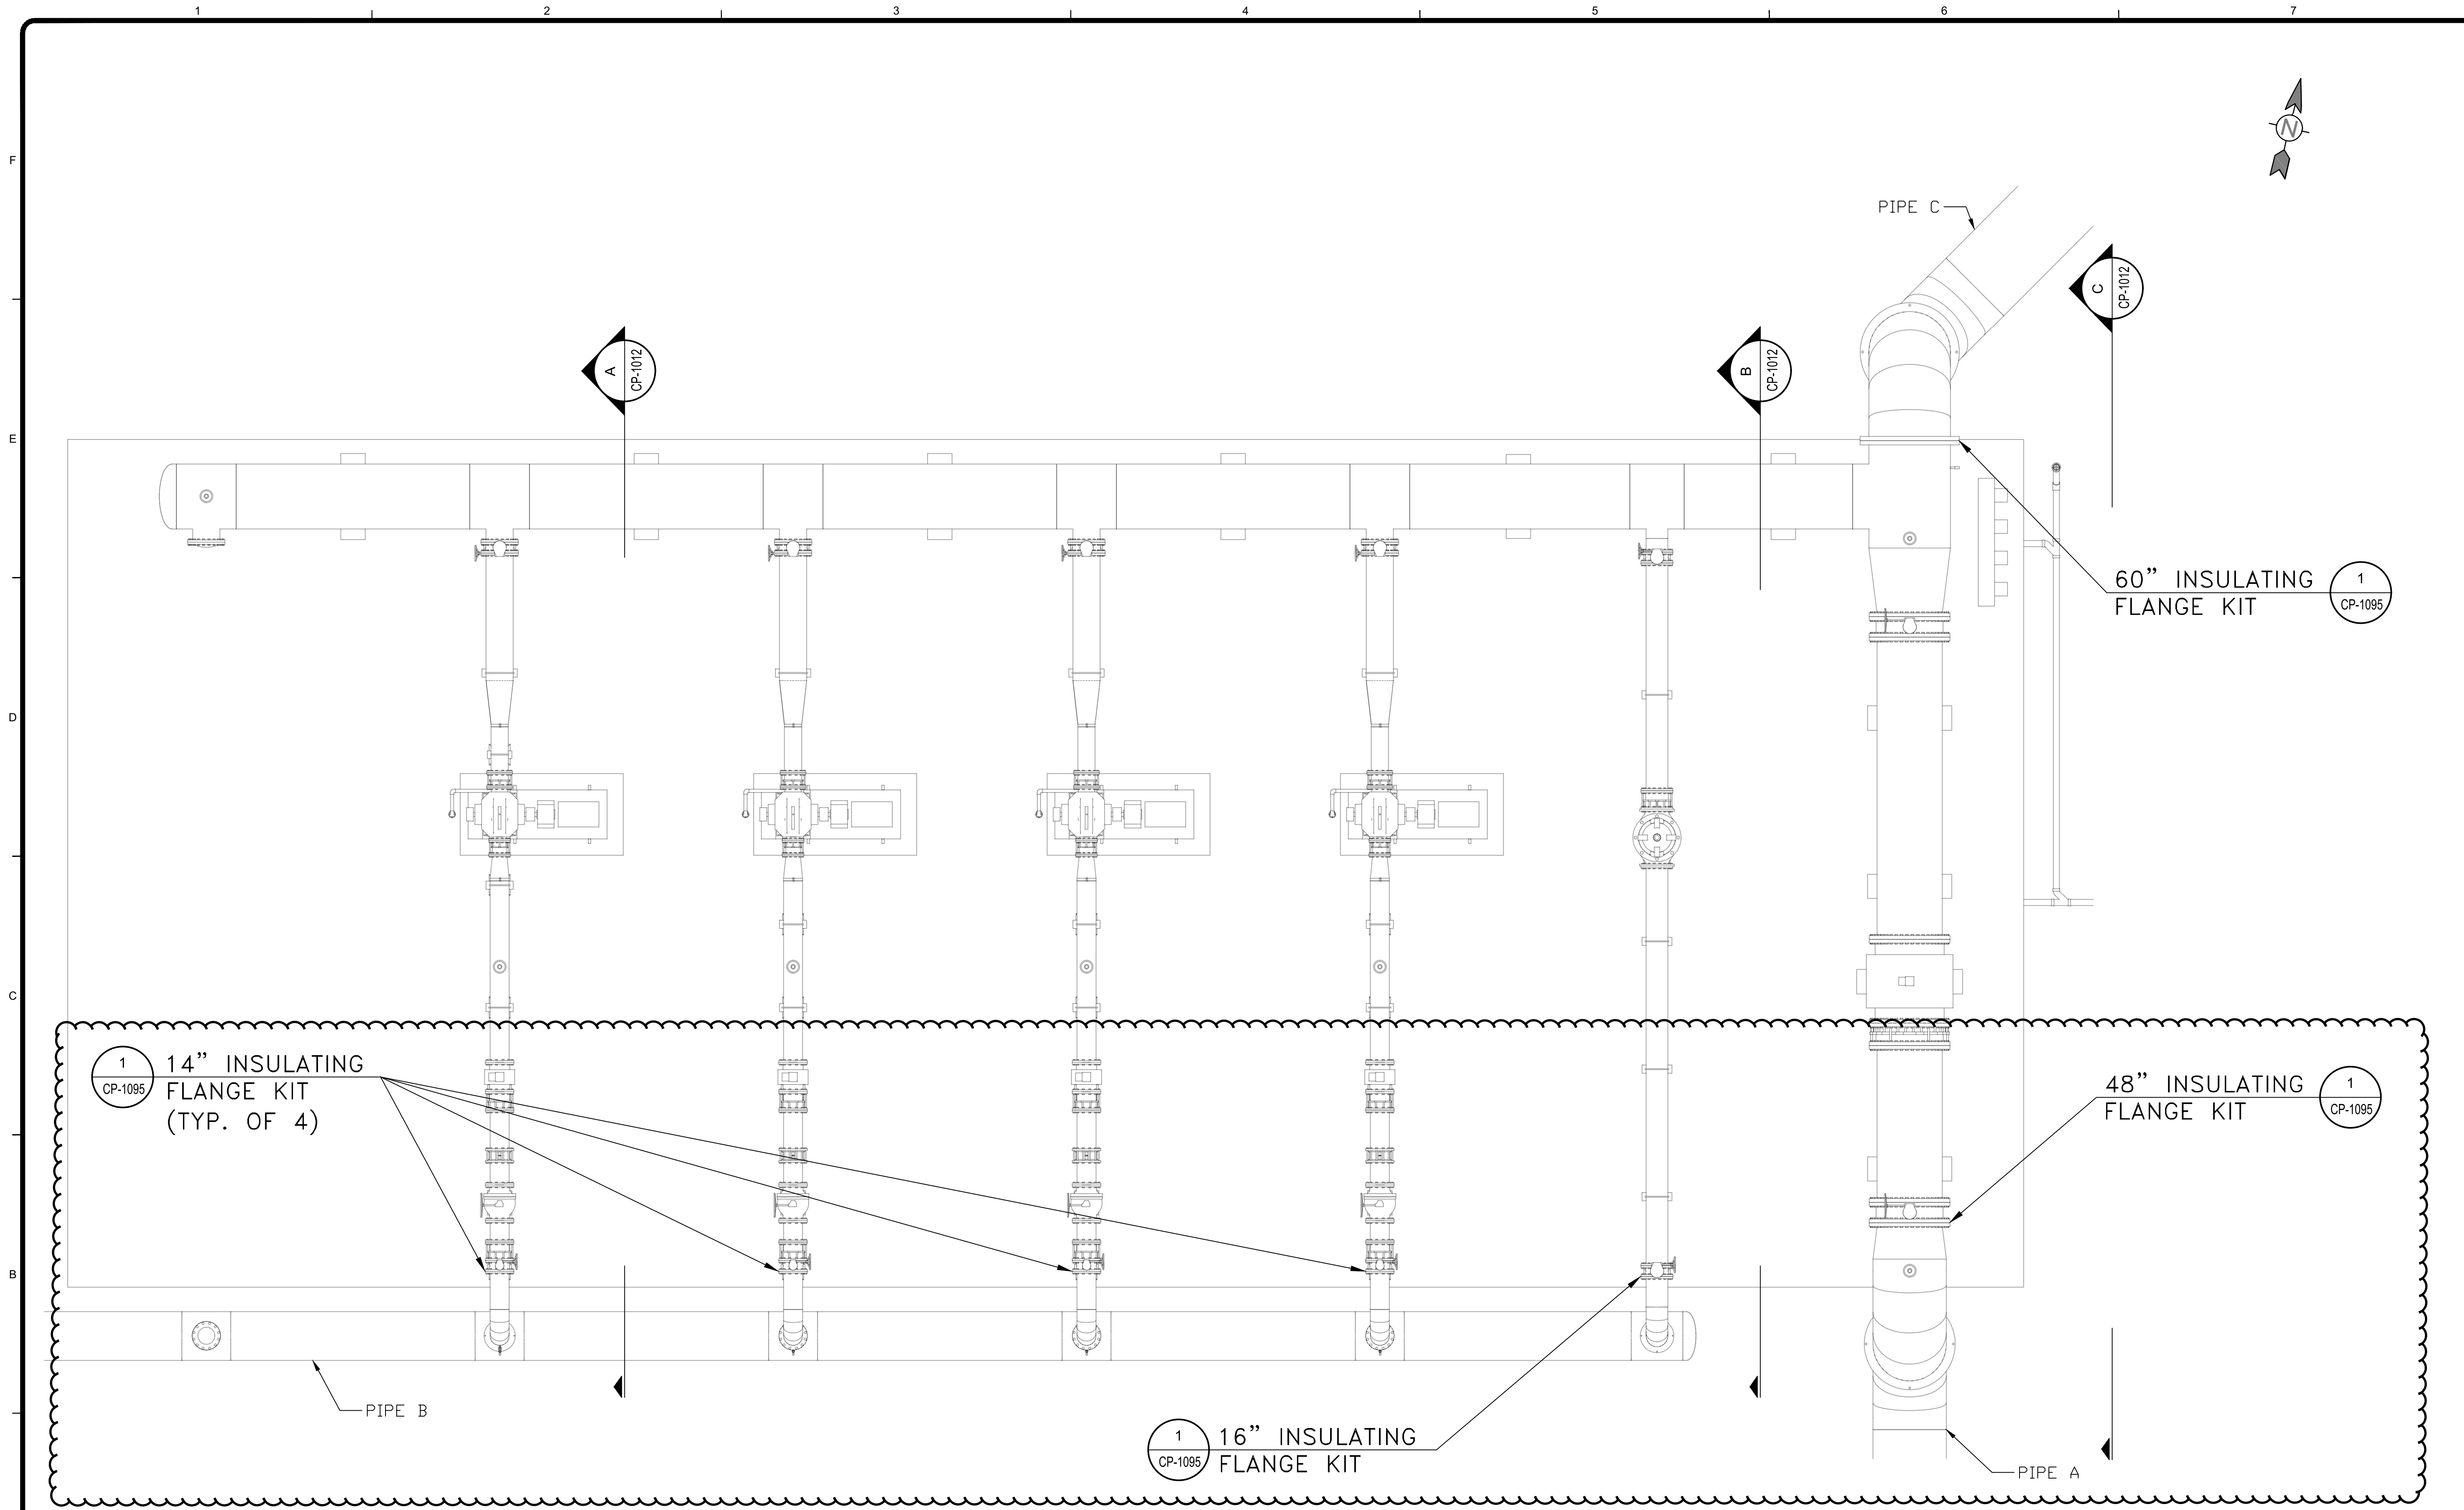 1 2 3 4 5 6 7
F
N
PIPE C
C
CP-1012
A
CP-1012
B
CP-1012
E
60” INSULATING
FLANGE KIT
1
CP-1095
D
C
1
CP-1095
14” INSULATING
FLANGE KIT
(TYP. OF 4)
48” INSULATING
FLANGE KIT
1
CP-1095
B
PIPE B
1
CP-1095
16” INSULATING
FLANGE KIT
PIPE A